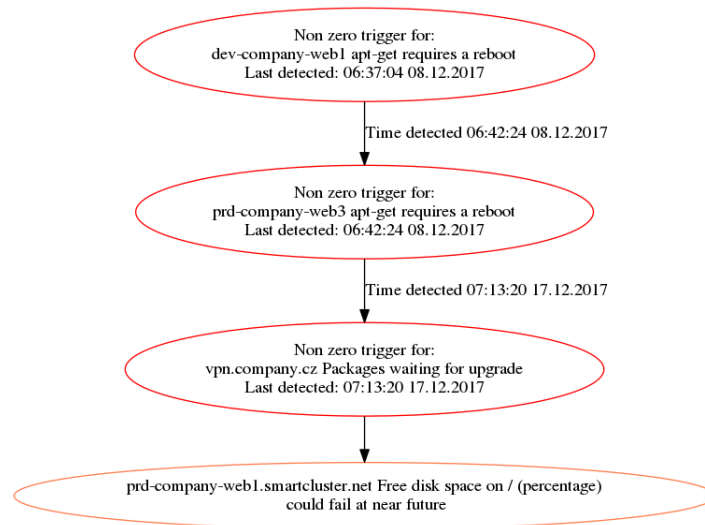 Non zero trigger for:
dev-company-web1 apt-get requires a reboot
Last detected: 06:37:04 08.12.2017
Time detected 06:42:24 08.12.2017
Non zero trigger for:
prd-company-web3 apt-get requires a reboot
Last detected: 06:42:24 08.12.2017
Time detected 07:13:20 17.12.2017
Non zero trigger for:
vpn.company.cz Packages waiting for upgrade
Last detected: 07:13:20 17.12.2017
prd-company-web1.smartcluster.net Free disk space on / (percentage)
could fail at near future